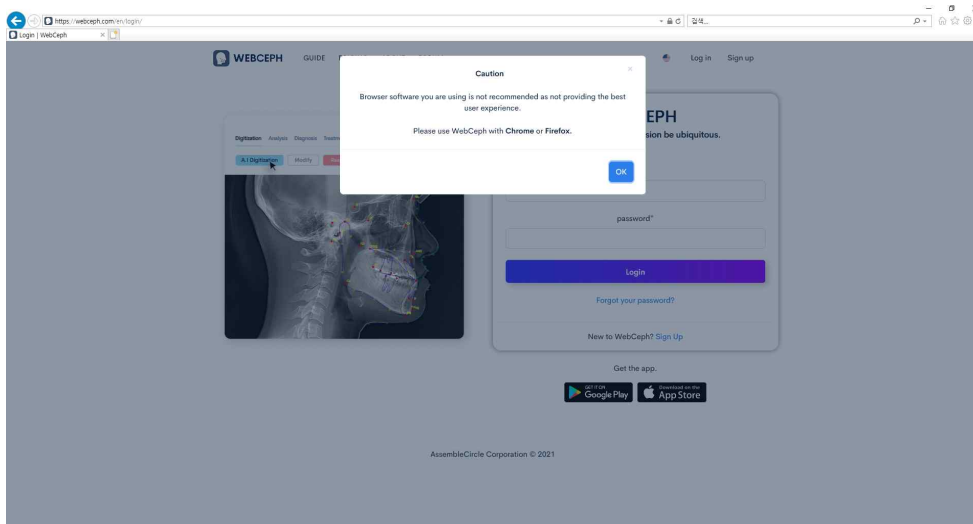 https://webceph.com/en/login/
검색...
Login | WebCeph
WEBCEPH
GUIDE
Log in
Sign up
Caution
Browser software you are using is not recommended as not providing the best
user experience.
Please use WebCeph with Chrome or Firefox.
OK
Digitization Analysis Diagnosis
A.I Digitization Modify
EPH
sion be ubiquitous.
password*
Login
Forgot your password?
New to WebCeph? Sign Up
Get the app.
GET IT ON
Google Play
Download on the
App Store
AssembleCircle Corporation © 2021